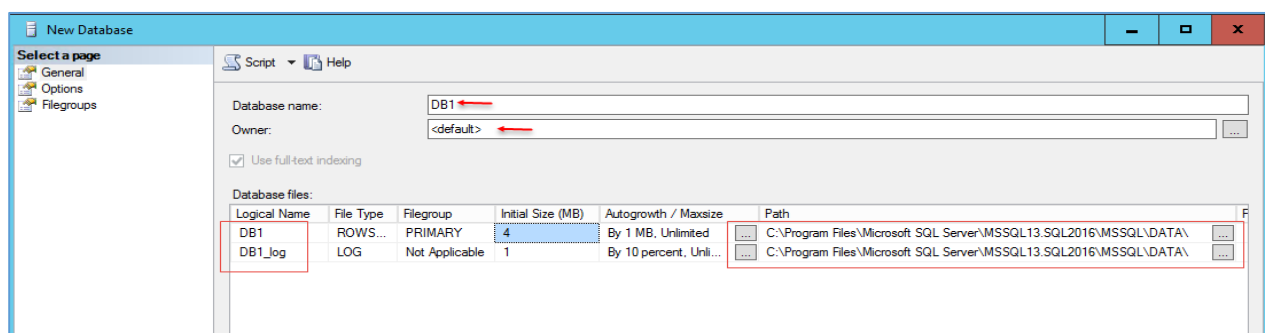 New Database
Select a page
General
Options
Filegroups
Script Help
Database name: DB1
Owner: <default> ...
Use full-text indexing
Database files:
Logical Name File Type Filegroup Initial Size (MB) Autogrowth / Maxsize Path F
DB1 ROWS... PRIMARY 4 By 1 MB, Unlimited ... C:\Program Files\Microsoft SQL Server\MSSQL13.SQL2016\MSSQL\DATA\ ...
DB1_log LOG Not Applicable 1 By 10 percent, Unli... ... C:\Program Files\Microsoft SQL Server\MSSQL13.SQL2016\MSSQL\DATA\ ...